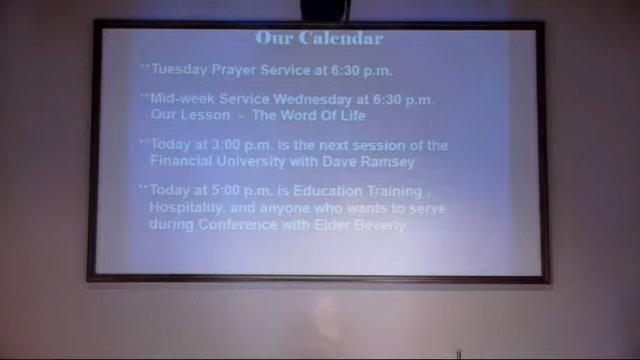 Our Calendar
**Tuesday Prayer Service at 6:30 p.m.
**Mid-week Service Wednesday at 6:30 p.m.
Our Lesson - The Word Of Life
**Today at 3:00 p.m. is the next session of the
Financial University with Dave Ramsey
**Today at 5:00 p.m. is Education Training ,
Hospitality, and anyone who wants to serve
during Conference with Elder Beverly